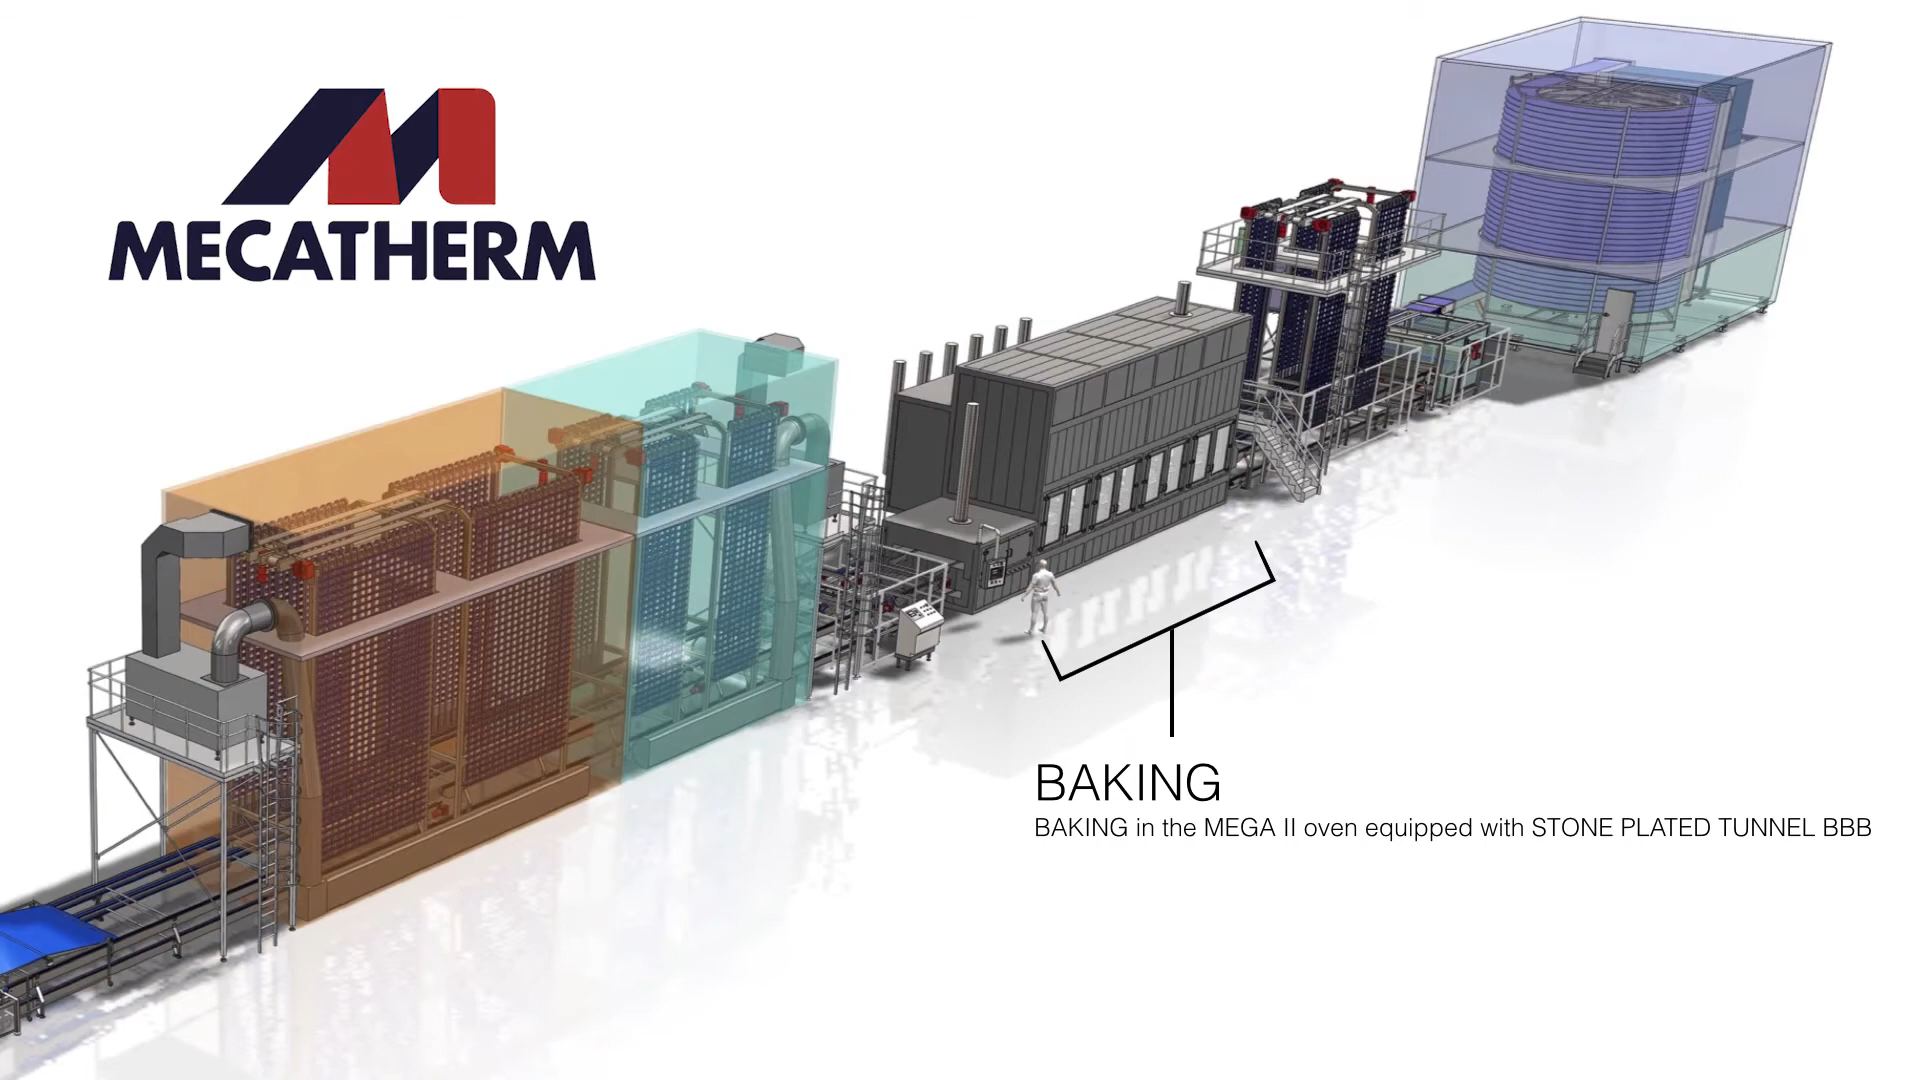 MECATHERM
BAKING
BAKING in the MEGA II oven equipped with STONE PLATED TUNNEL BBB